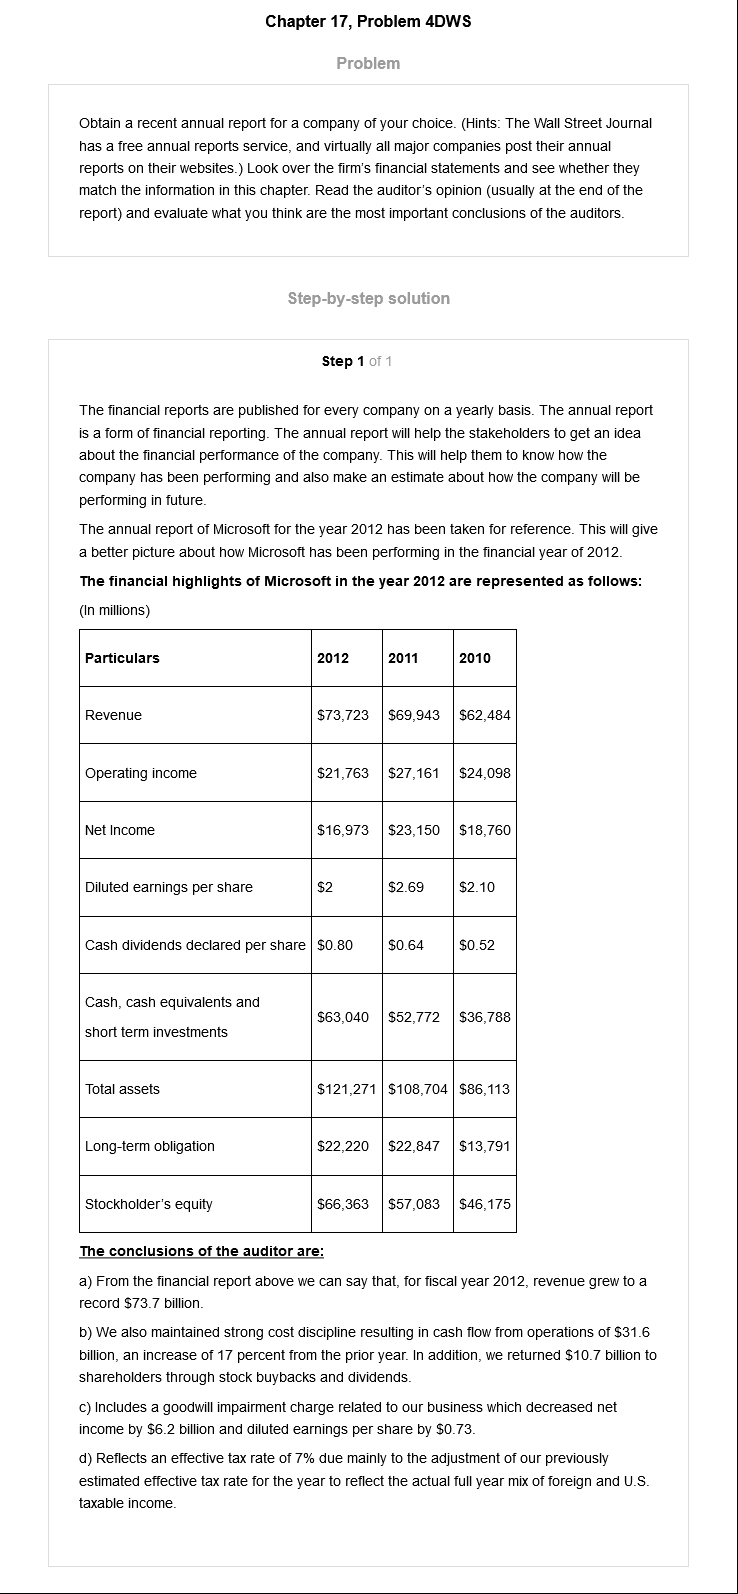 Chapter 17, Problem 4DWS
Problem
Obtain a recent annual report for a company of your choice. (Hints: The Wall Street Journal
has a free annual reports service, and virtually all major companies post their annual
reports on their websites.) Look over the firm's financial statements and see whether they
match the information in this chapter. Read the auditor's opinion (usually at the end of the
report) and evaluate what you think are the most important conclusions of the auditors.
Step-by-step solution
Step 1 of 1
The financial reports are published for every company on a yearly basis. The annual report
is a form of financial reporting. The annual report will help the stakeholders to get an idea
about the financial performance of the company. This will help them to know how the
company has been performing and also make an estimate about how the company will be
performing in future.
The annual report of Microsoft for the year 2012 has been taken for reference. This will give
a better picture about how Microsoft has been performing in the financial year of 2012.
The financial highlights of Microsoft in the year 2012 are represented as follows:
(In millions)
Particulars 2012 2011 2010
Revenue $73,723 $69,943 $62,484
Operating income $21,763 $27,161 $24,098
Net Income $16,973 $23,150 $18,760
Diluted earnings per share $2 $2.69 $2.10
Cash dividends declared per share $0.80 $0.64 $0.52
Cash, cash equivalents and
short term investments $63,040 $52,772 $36,788
Total assets $121,271 $108,704 $86,113
Long-term obligation $22,220 $22,847 $13,791
Stockholder's equity $66,363 $57,083 $46,175
The conclusions of the auditor are:
a) From the financial report above we can say that, for fiscal year 2012, revenue grew to a
record $73.7 billion.
b) We also maintained strong cost discipline resulting in cash flow from operations of $31.6
billion, an increase of 17 percent from the prior year. In addition, we returned $10.7 billion to
shareholders through stock buybacks and dividends.
c) Includes a goodwill impairment charge related to our business which decreased net
income by $6.2 billion and diluted earnings per share by $0.73.
d) Reflects an effective tax rate of 7% due mainly to the adjustment of our previously
estimated effective tax rate for the year to reflect the actual full year mix of foreign and U.S.
taxable income.